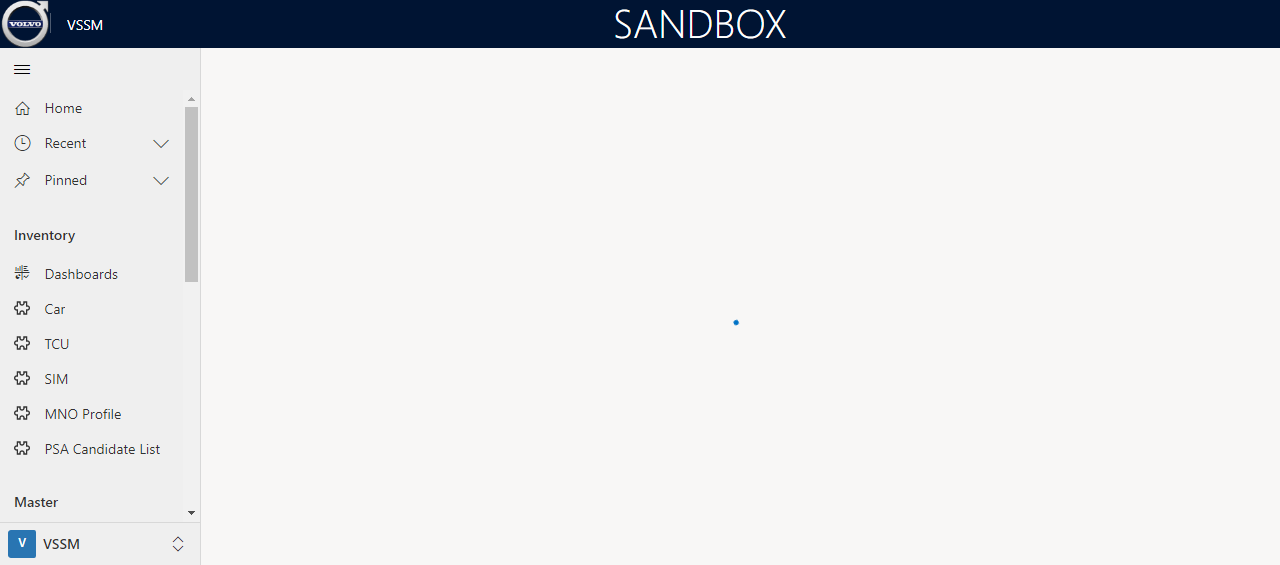 VOLVO
VSSM
SANDBOX
Home
Recent
Pinned
Inventory
Dashboards
Car
TCU
SIM
MNO Profile
PSA Candidate List
Master
V
VSSM